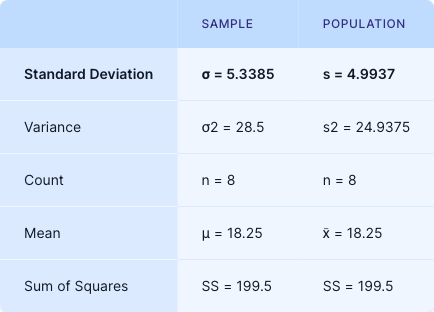 SAMPLE POPULATION
Standard Deviation σ = 5.3385 s = 4.9937
Variance σ2 = 28.5 s2 = 24.9375
Count n = 8 n = 8
Mean μ = 18.25 x̄ = 18.25
Sum of Squares SS = 199.5 SS = 199.5